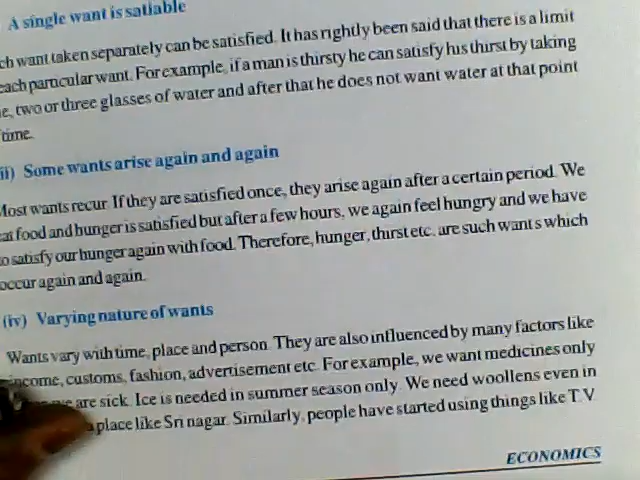 A single want is satiable
ch want taken separately can be satisfied. It has rightly been said that there is a limit
each particular want. For example, if a man is thirsty he can satisfy his thirst by taking
e, two or three glasses of water and after that he does not want water at that point
time.
ii) Some wants arise again and again
Most wants recur. If they are satisfied once, they arise again after a certain period. We
eat food and hunger is satisfied but after a few hours, we again feel hungry and we have
to satisfy our hunger again with food. Therefore, hunger, thirst etc. are such wants which
occur again and again.
(iv) Varying nature of wants
Wants vary with time, place and person. They are also influenced by many factors like
income, customs, fashion, advertisement etc. For example, we want medicines only
we are sick. Ice is needed in summer season only. We need woollens even in
a place like Sri nagar. Similarly, people have started using things like T.V
ECONOMICS